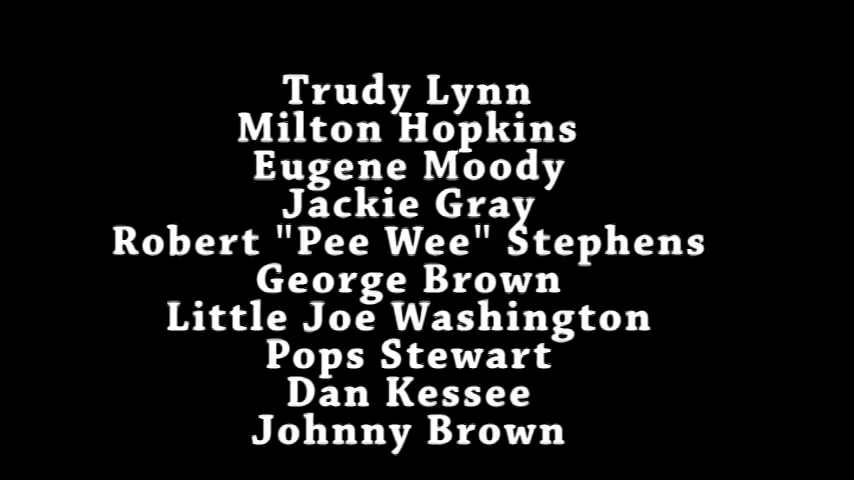 Trudy Lynn
Milton Hopkins
Eugene Moody
Jackie Gray
Robert "Pee Wee" Stephens
George Brown
Little Joe Washington
Pops Stewart
Dan Kessee
Johnny Brown